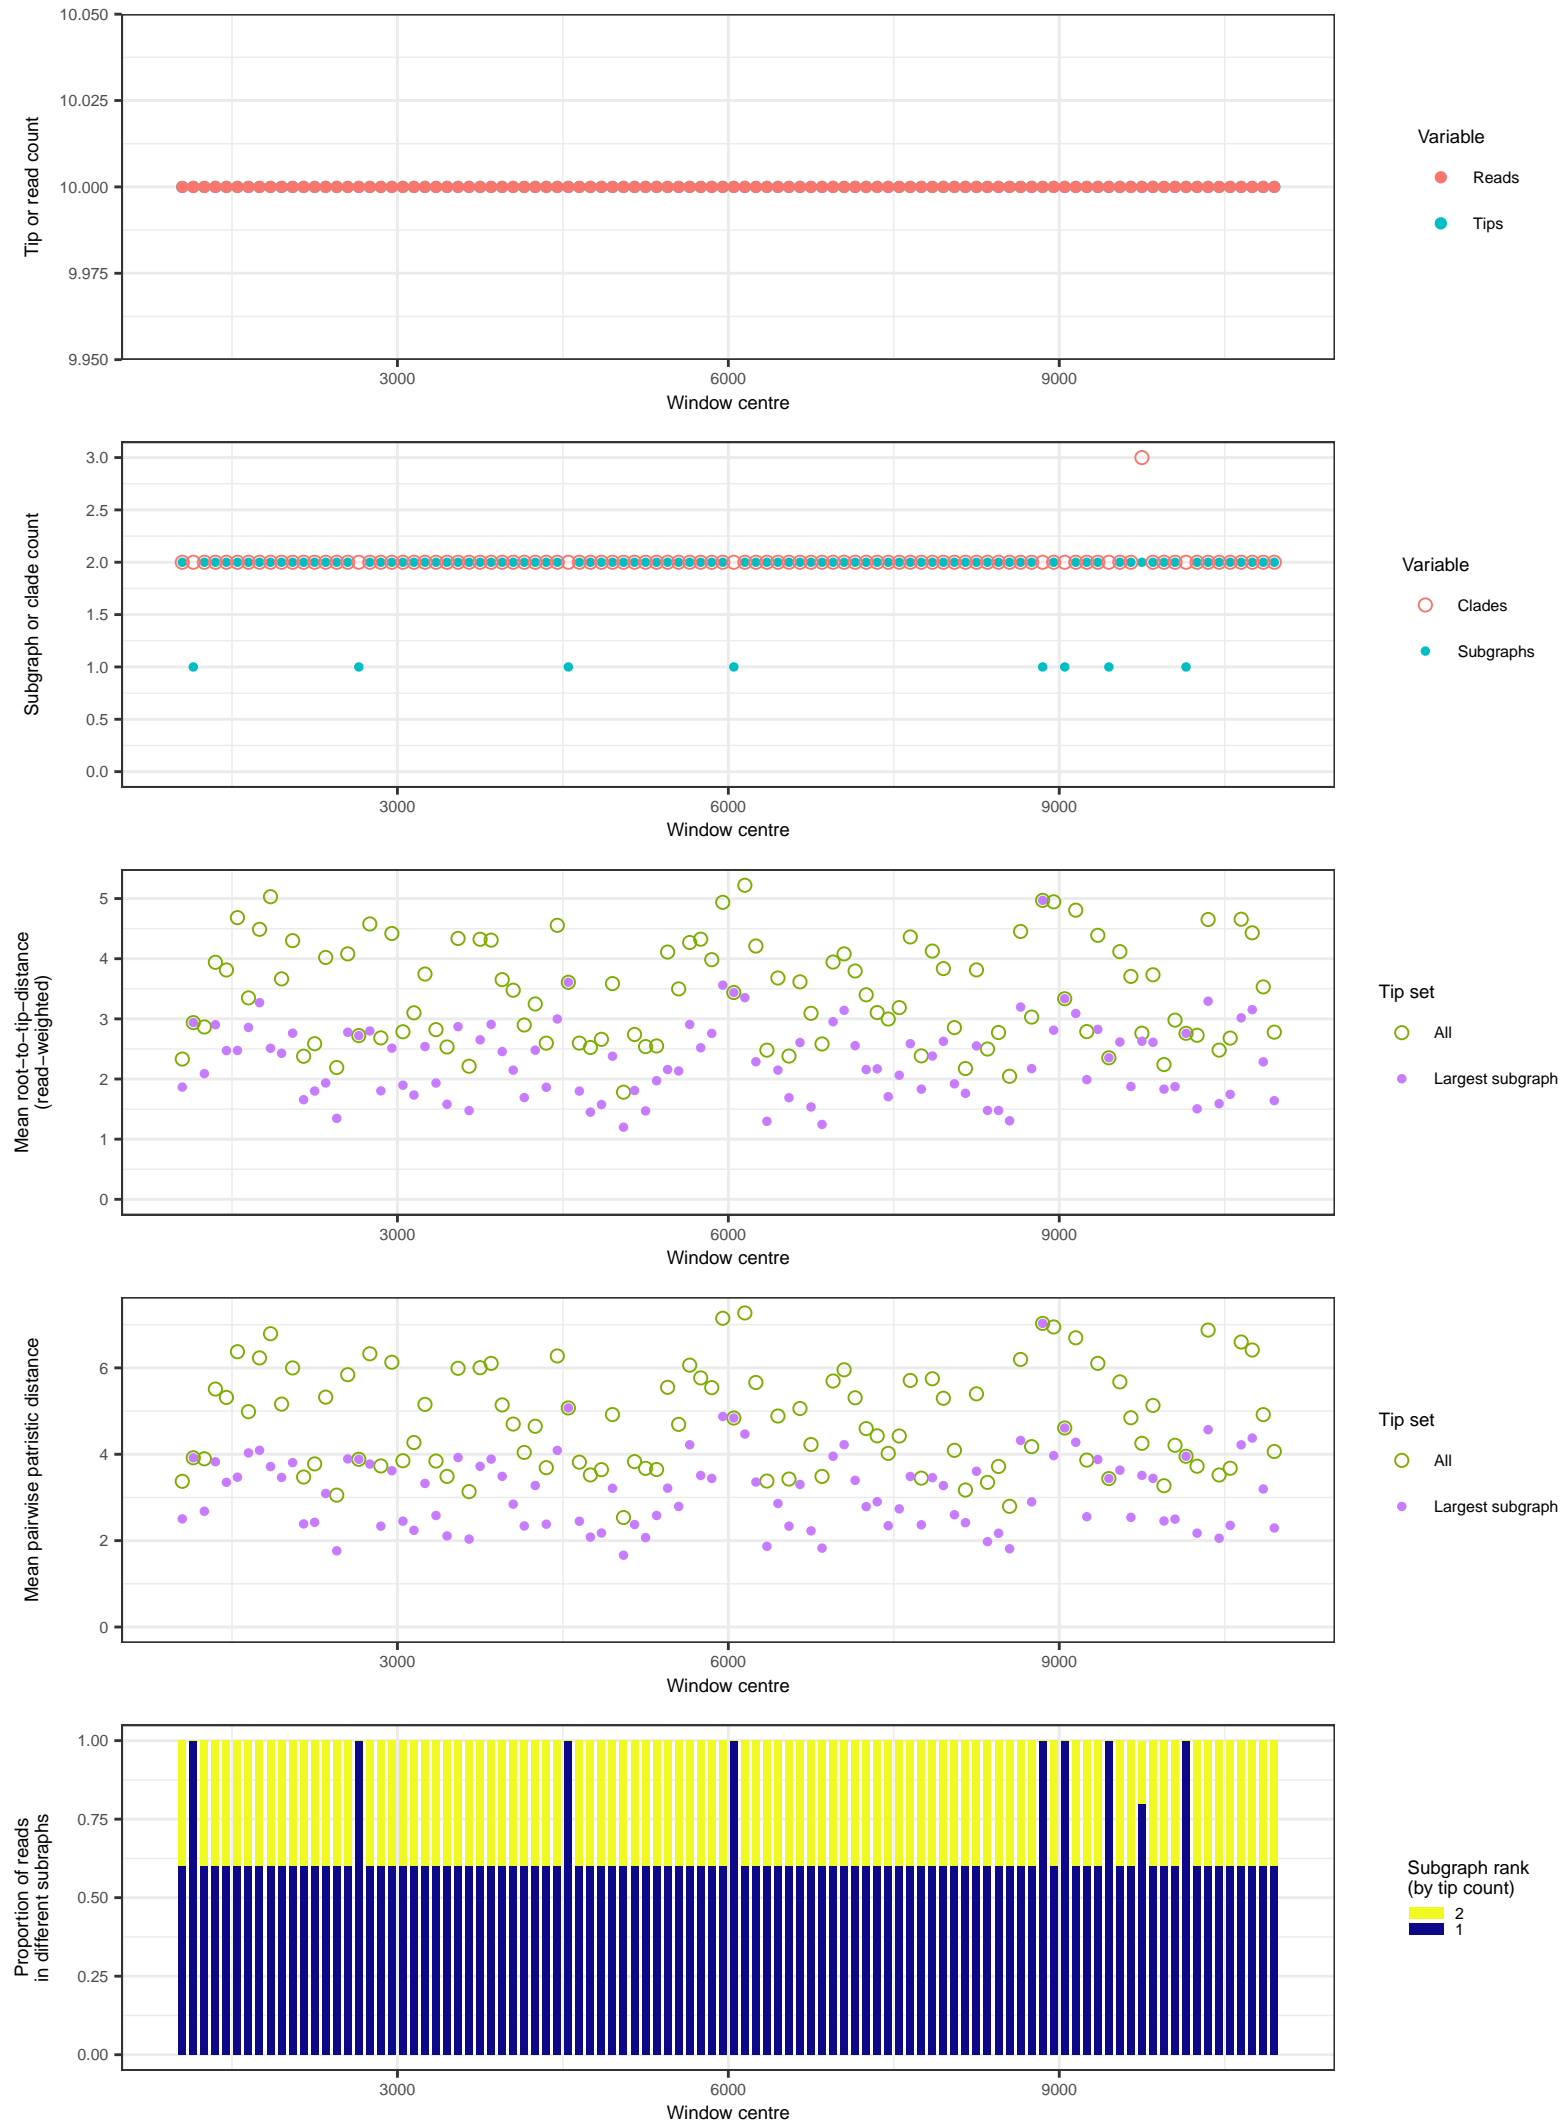 10.050
10.025
10.000
9.975
9.950
Tip or read count
3000 6000 9000
Window centre
Variable
Reads
Tips
3.0
2.5
2.0
1.5
1.0
0.5
0.0
Subgraph or clade count
3000 6000 9000
Window centre
Variable
Clades
Subgraphs
5
4
3
2
1
0
Mean root−to−tip−distance
(read−weighted)
3000 6000 9000
Window centre
Tip set
All
Largest subgraph
6
4
2
0
Mean pairwise patristic distance
3000 6000 9000
Window centre
Tip set
All
Largest subgraph
1.00
0.75
0.50
0.25
0.00
Proportion of reads
in different subraphs
3000 6000 9000
Window centre
Subgraph rank
(by tip count)
2
1